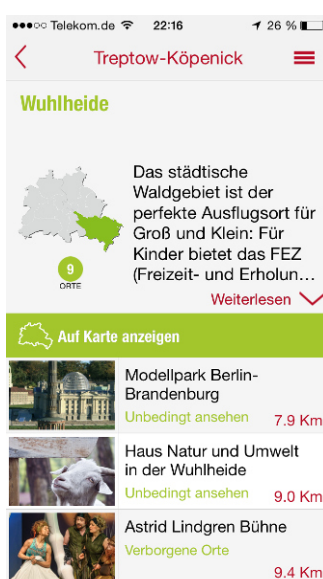 Telekom.de 22:16 26 %
Treptow-Köpenick
Wuhlheide
Das städtische
Waldgebiet ist der
perfekte Ausflugsort für
Groß und Klein: Für
Kinder bietet das FEZ
(Freizeit- und Erholun...
9
ORTE
Weiterlesen
Auf Karte anzeigen
Modellpark Berlin-
Brandenburg
Unbedingt ansehen 7.9 Km
Haus Natur und Umwelt
in der Wuhlheide
Unbedingt ansehen 9.0 Km
Astrid Lindgren Bühne
Verborgene Orte
9.4 Km